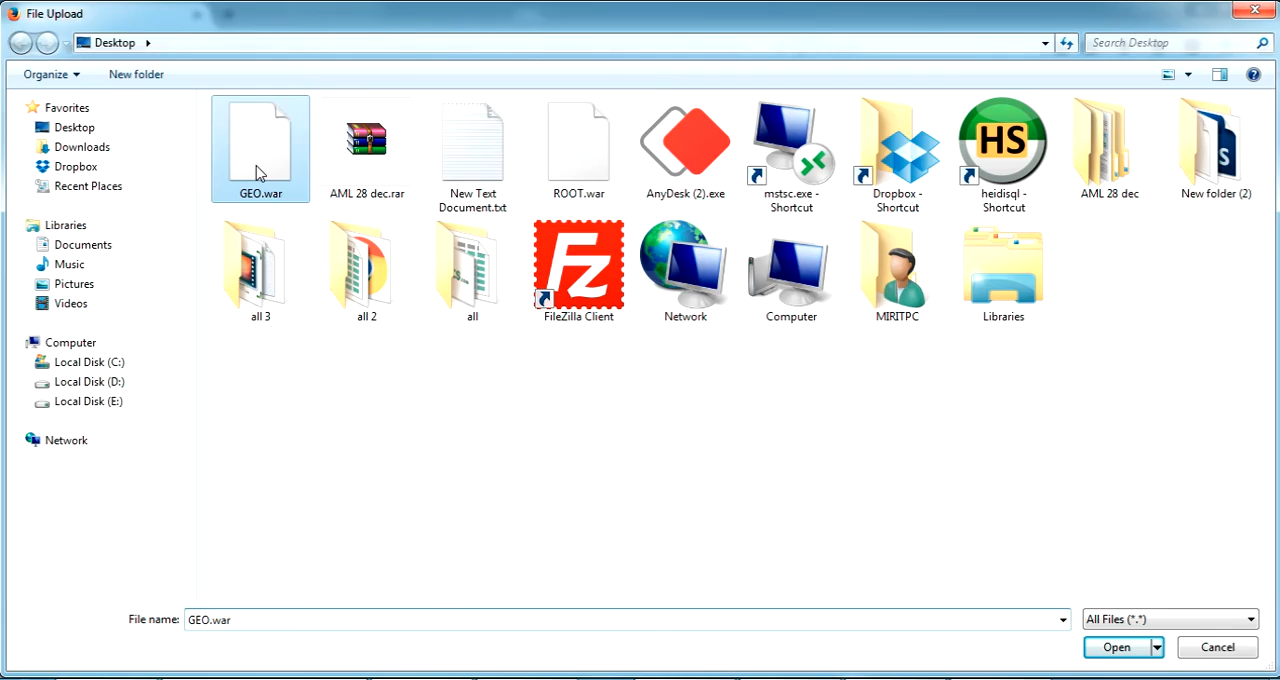 File Upload
Desktop
Search Desktop
Organize
New folder
Favorites
Desktop
Downloads
Dropbox
Recent Places
Libraries
Documents
Music
Pictures
Videos
Computer
Local Disk (C:)
Local Disk (D:)
Local Disk (E:)
Network
GEO.war
AML 28 dec.rar
New Text
Document.txt
ROOT.war
AnyDesk (2).exe
mstsc.exe -
Shortcut
Dropbox -
Shortcut
HS
heidisql -
Shortcut
AML 28 dec
S
New folder (2)
all 3
all 2
cs.
all
Fz
FileZilla Client
Network
Computer
MIRITPC
Libraries
File name:
GEO.war
All Files (*.*)
Open
Cancel